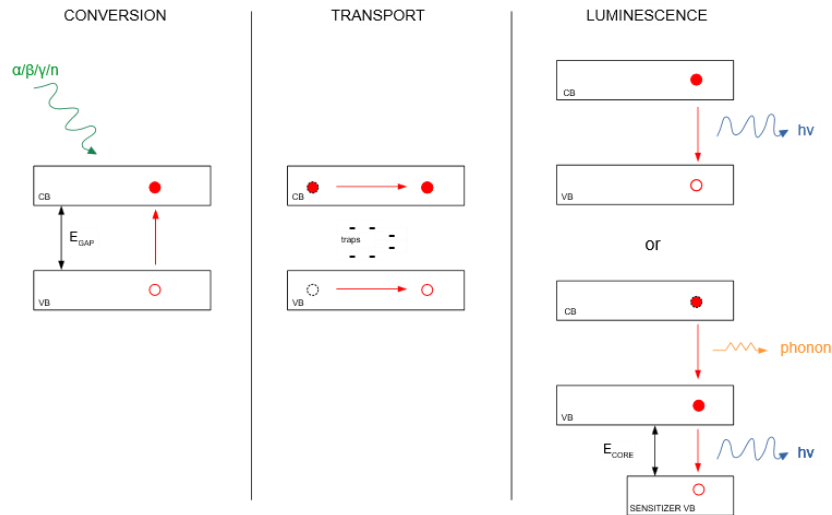 CONVERSION
α/β/γ/n
CB
E_GAP
VB
TRANSPORT
CB
traps
VB
LUMINESCENCE
CB
hν
VB
or
CB
phonon
VB
E_CORE
hν
SENSITIZER VB